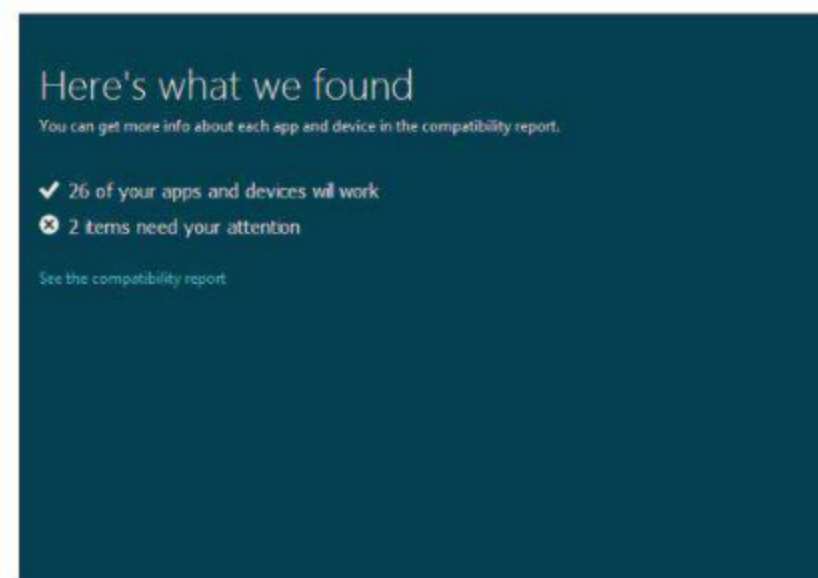 Here's what we found
You can get more info about each app and device in the compatibility report.
26 of your apps and devices will work
2 items need your attention
See the compatibility report